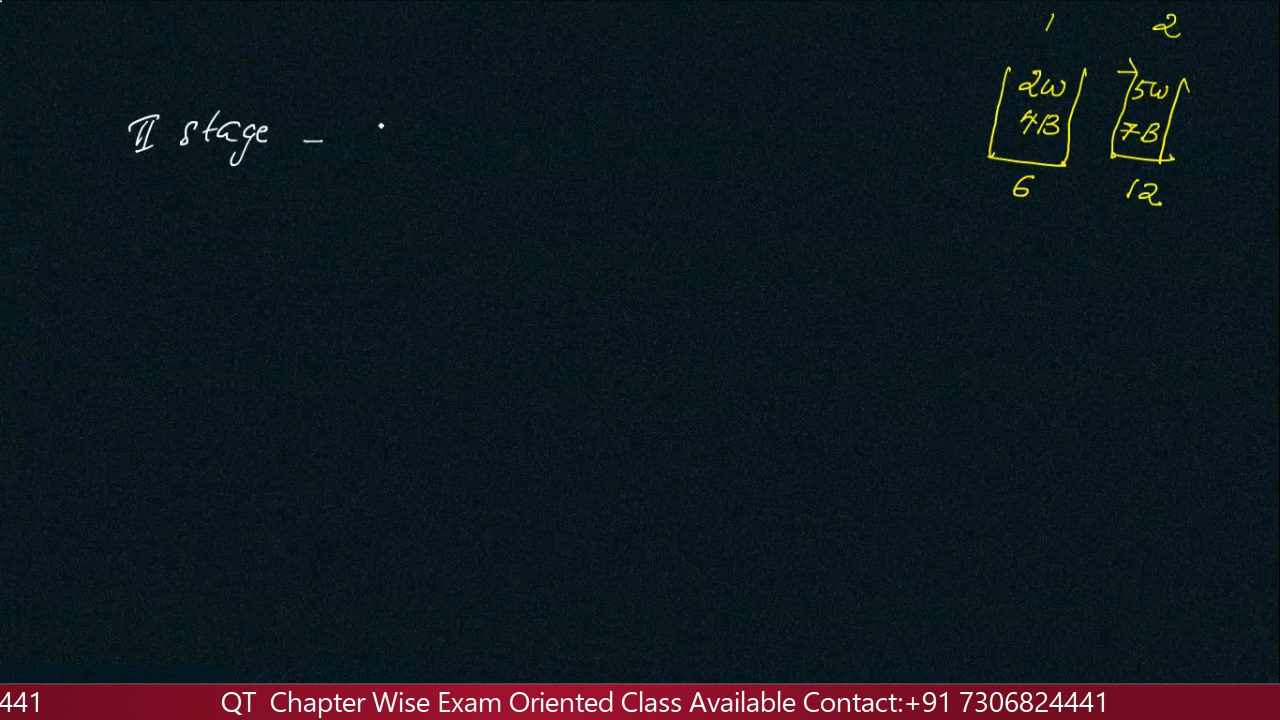 1 2
2W 5W
4B 7B
6 12
II stage -
441 QT Chapter Wise Exam Oriented Class Available Contact:+91 7306824441